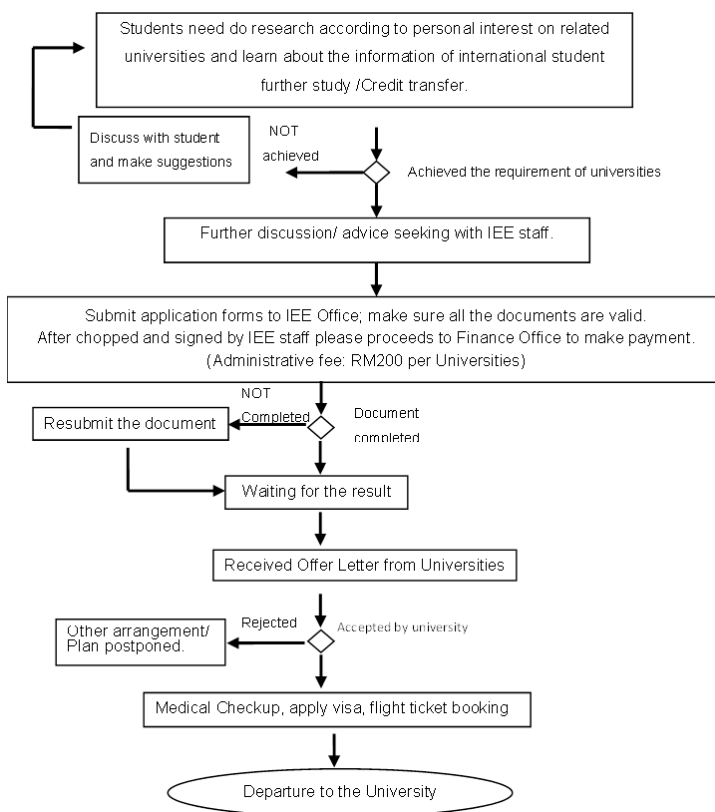 Students need do research according to personal interest on related
universities and learn about the information of international student
further study /Credit transfer.
Discuss with student
and make suggestions
NOT
achieved
Achieved the requirement of universities
Further discussion/ advice seeking with IEE staff.
Submit application forms to IEE Office; make sure all the documents are valid.
After chopped and signed by IEE staff please proceeds to Finance Office to make payment.
(Administrative fee: RM200 per Universities)
NOT
Completed
Resubmit the document
Document
completed
Waiting for the result
Received Offer Letter from Universities
Rejected
Accepted by university
Other arrangement/
Plan postponed.
Medical Checkup, apply visa, flight ticket booking
Departure to the University